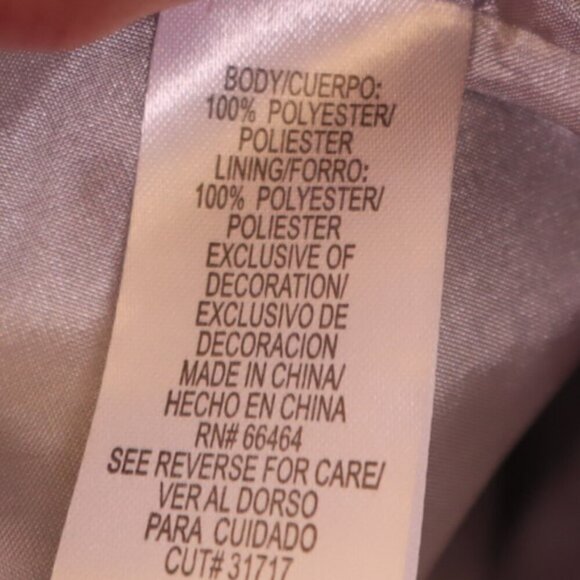 BODY/CUERPO:
100% POLYESTER/
POLIESTER
LINING/FORRO:
100% POLYESTER/
POLIESTER
EXCLUSIVE OF
DECORATION/
EXCLUSIVO DE
DECORACION
MADE IN CHINA/
HECHO EN CHINA
RN# 66464
SEE REVERSE FOR CARE/
VER AL DORSO
PARA CUIDADO
CUT# 31717